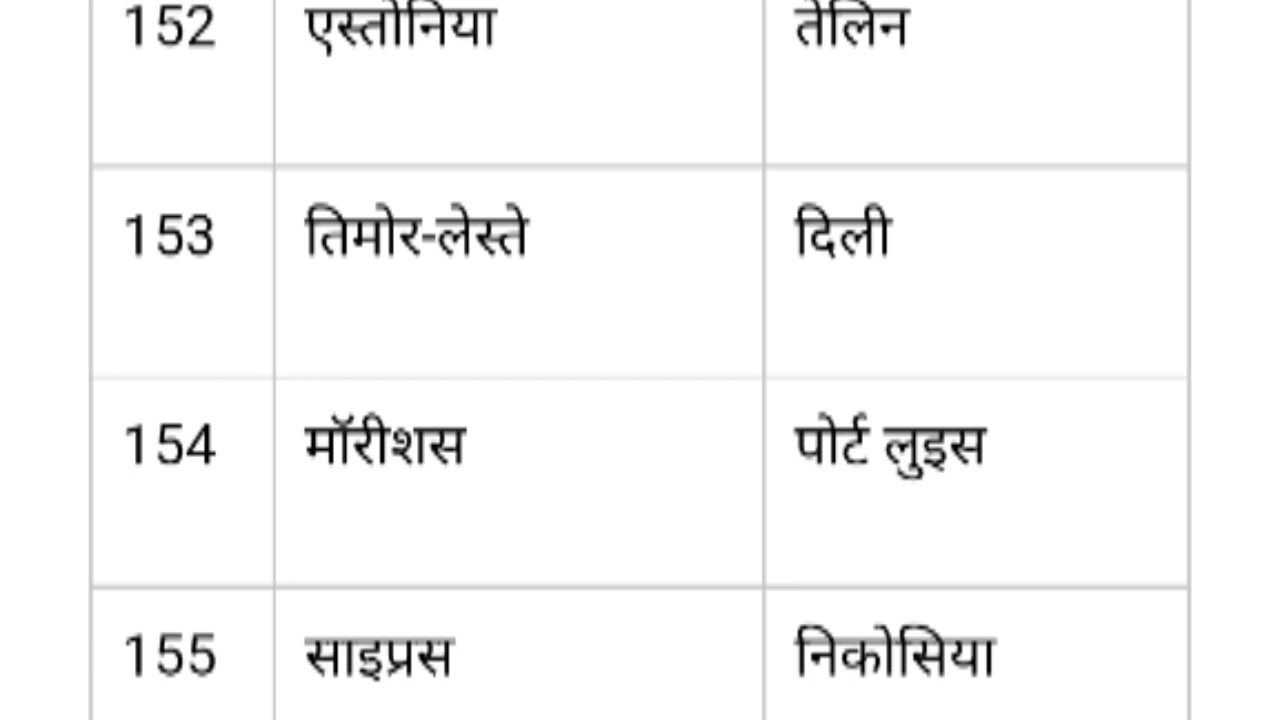 152 एस्तोनिया तेलिन
153 तिमोर-लेस्ते दिली
154 मॉरीशस पोर्ट लुइस
155 साइप्रस निकोसिया